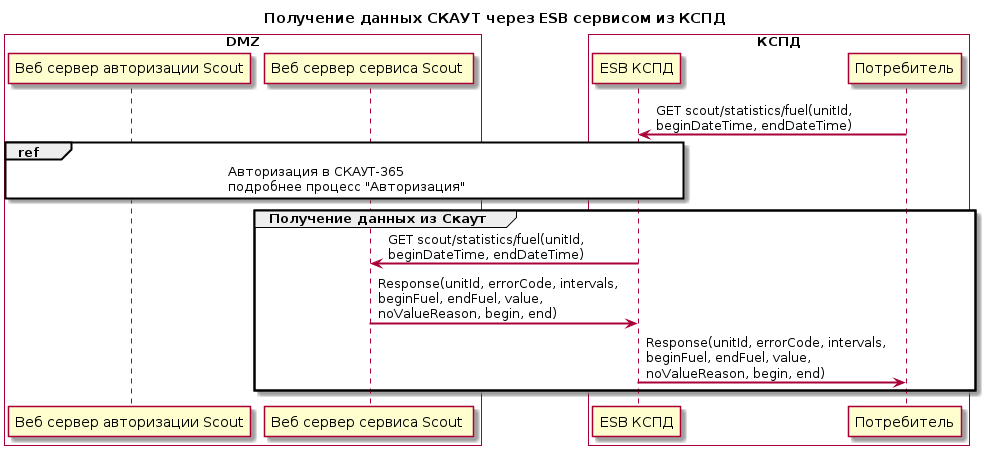 Получение данных СКАУТ через ESB сервисом из КСПД
DMZ
КСПД
Веб сервер авторизации Scout
Веб сервер сервиса Scout
ESB КСПД
Потребитель
GET scout/statistics/fuel(unitId,
beginDateTime, endDateTime)
ref
Авторизация в СКАУТ-365
подробнее процесс "Авторизация"
Получение данных из Скаут
GET scout/statistics/fuel(unitId,
beginDateTime, endDateTime)
Response(unitId, errorCode, intervals,
beginFuel, endFuel, value,
noValueReason, begin, end)
Response(unitId, errorCode, intervals,
beginFuel, endFuel, value,
noValueReason, begin, end)
Веб сервер авторизации Scout
Веб сервер сервиса Scout
ESB КСПД
Потребитель